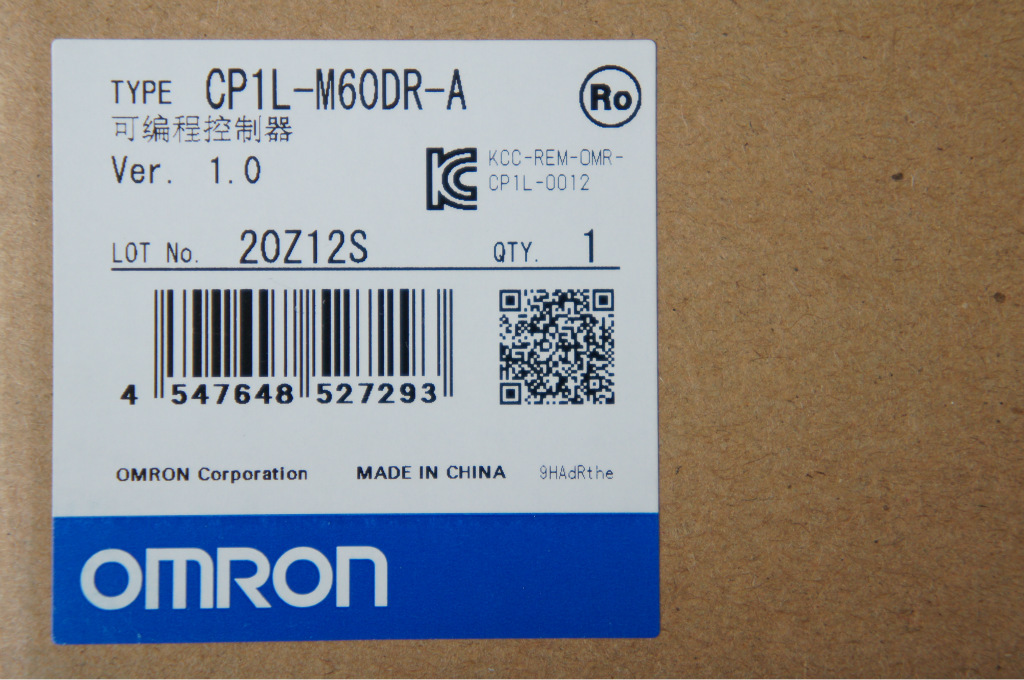 TYPE CP1L-M60DR-A
Ro
可编程控制器
Ver. 1.0
KC
KCC-REM-OMR-
CP1L-0012
LOT No. 20Z12S QTY. 1
4 547648 527293
OMRON Corporation MADE IN CHINA 9HAdRthe
OMRON